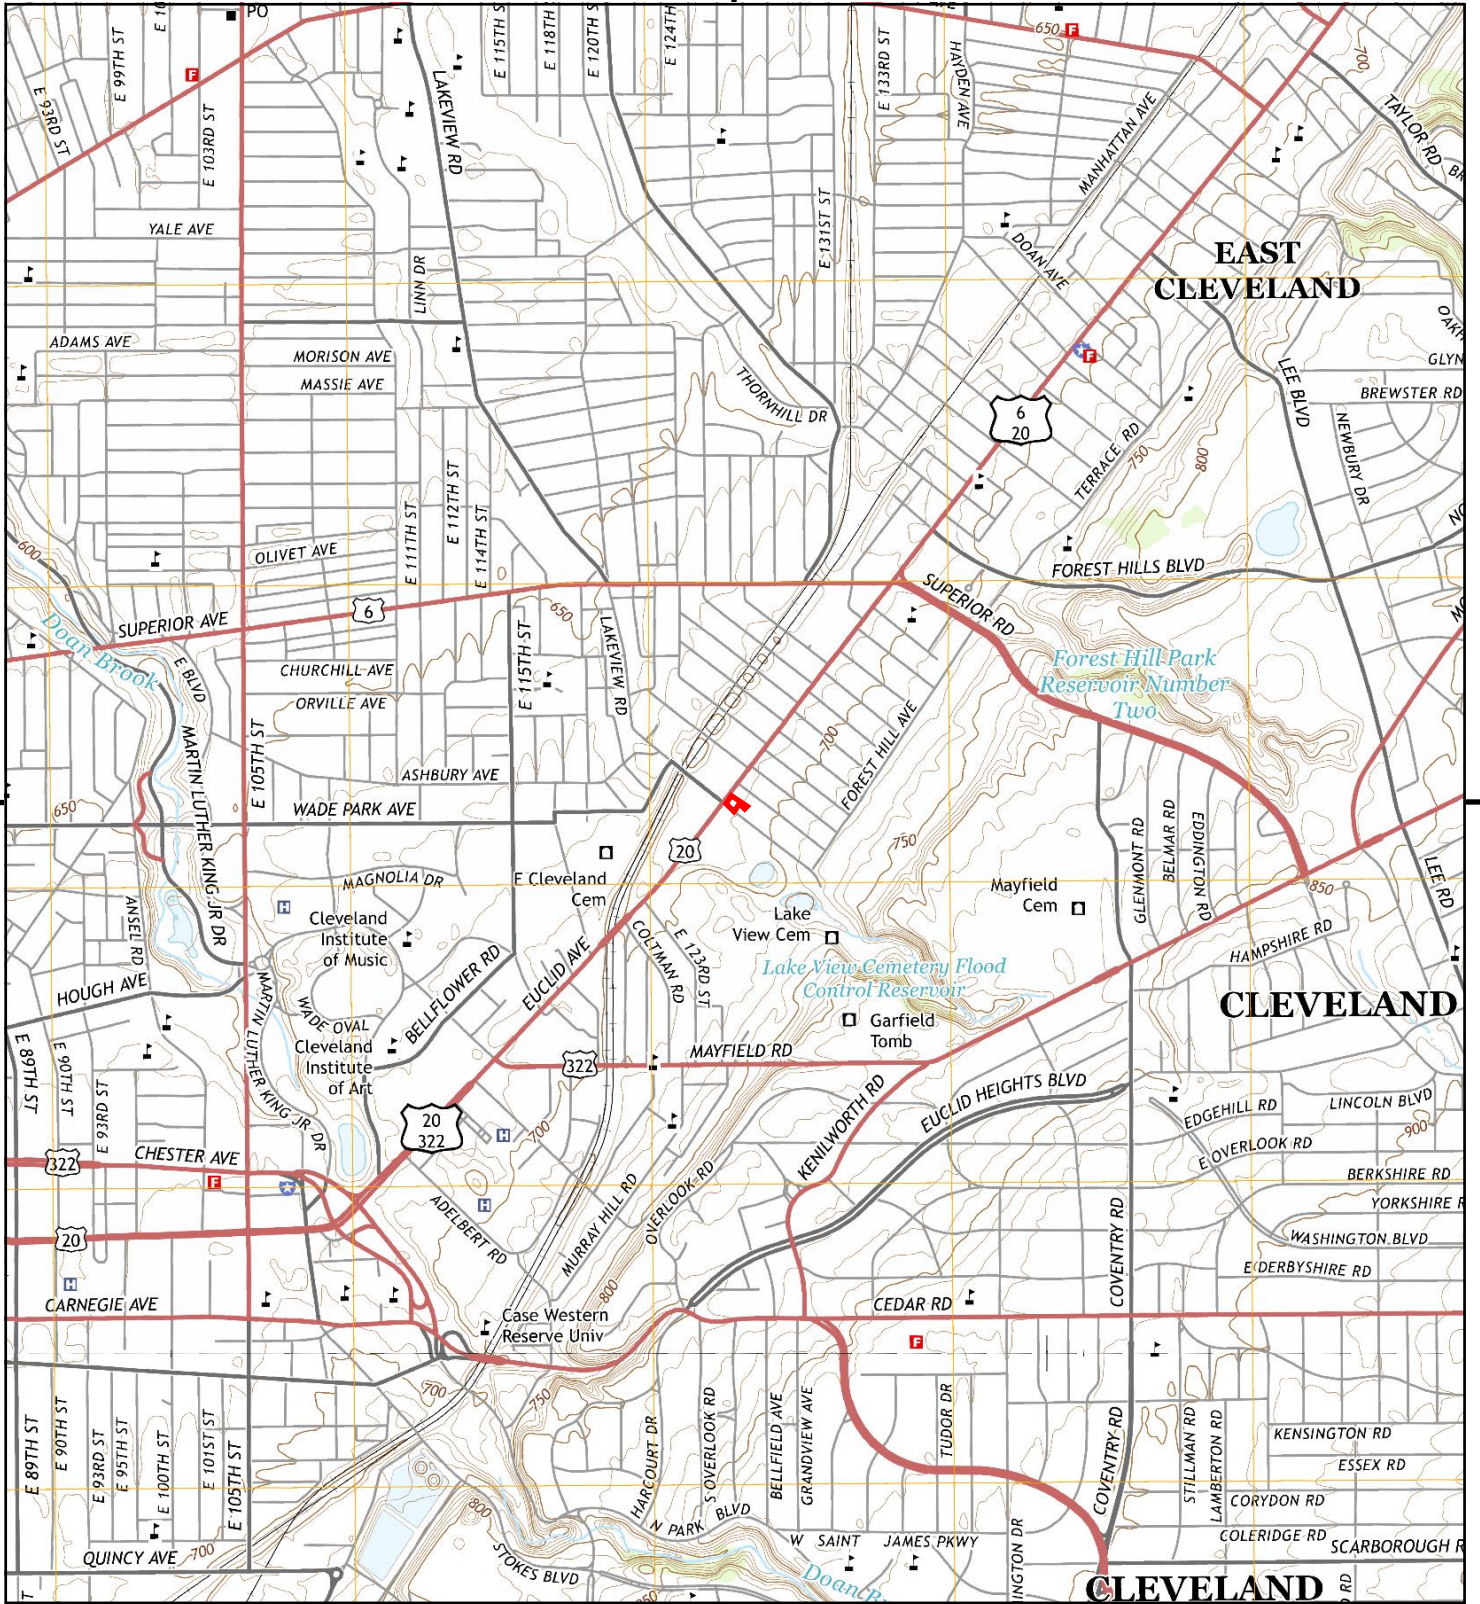 PO
E 99TH ST
E 93RD ST
E 103RD ST
LAKEVIEW RD
E 115TH S
E 118TH
E 120TH S
E 124TH
E 133RD ST
HAYDEN AVE
650
F
F
700
TAYLOR RD
MANHATTAN AVE
YALE AVE
LINN DR
E 131ST ST
DOAN AVE
EAST
CLEVELAND
ADAMS AVE
MORISON AVE
MASSIE AVE
THORNHILL DR
F
6
20
LEE BLVD
GLYN
BREWSTER RD
NEWBURY DR
TERRACE RD
750
800
E 111TH ST
E 112TH ST
E 114TH ST
OLIVET AVE
600
FOREST HILLS BLVD
SUPERIOR AVE
6
650
SUPERIOR RD
Doan Brook
E BLVD
CHURCHILL AVE
ORVILLE AVE
E 115TH ST
LAKEVIEW RD
Forest Hill Park
Reservoir Number
Two
MARTIN LUTHER KING JR DR
E 105TH ST
ASHBURY AVE
WADE PARK AVE
650
700
FOREST HILL AVE
20
750
GLENMONT RD
BELMAR RD
EDDINGTON RD
LEE RD
850
MAGNOLIA DR
E Cleveland
Cem
Mayfield
Cem
H
Cleveland
Institute
of Music
ANSEL RD
Lake
View Cem
COLTMAN RD
E 123RD ST
HAMPSHIRE RD
BELLFLOWER RD
EUCLID AVE
Lake View Cemetery Flood
Control Reservoir
HOUGH AVE
CLEVELAND
WADE OVAL
Cleveland
Institute
of Art
Garfield
Tomb
MARTIN LUTHER KING JR DR
E 89TH ST
E 90TH ST
E 93RD ST
322
MAYFIELD RD
KENILWORTH RD
EUCLID HEIGHTS BLVD
EDGEHILL RD
LINCOLN BLVD
900
20
322
H
700
E OVERLOOK RD
CHESTER AVE
322
F
BERKSHIRE RD
YORKSHIRE R
H
ADELBERT RD
MURRAY HILL RD
OVERLOOK RD
COVENTRY RD
20
WASHINGTON BLVD
E DERBYSHIRE RD
H
CARNEGIE AVE
800
CEDAR RD
Case Western
Reserve Univ
F
700
750
E 89TH ST
E 90TH ST
E 93RD ST
E 95TH ST
E 100TH ST
E 101ST ST
E 105TH ST
HARCOURT DR
S OVERLOOK RD
BELLFIELD AVE
GRANDVIEW AVE
TUDOR DR
COVENTRY RD
STILLMAN RD
LAMBERTON RD
KENSINGTON RD
ESSEX RD
CORYDON RD
800
N PARK BLVD
W SAINT JAMES PKWY
INGTON DR
COLERIDGE RD
SCARBOROUGH R
QUINCY AVE
700
STOKES BLVD
Doan Br
850
CLEVELAND
RD